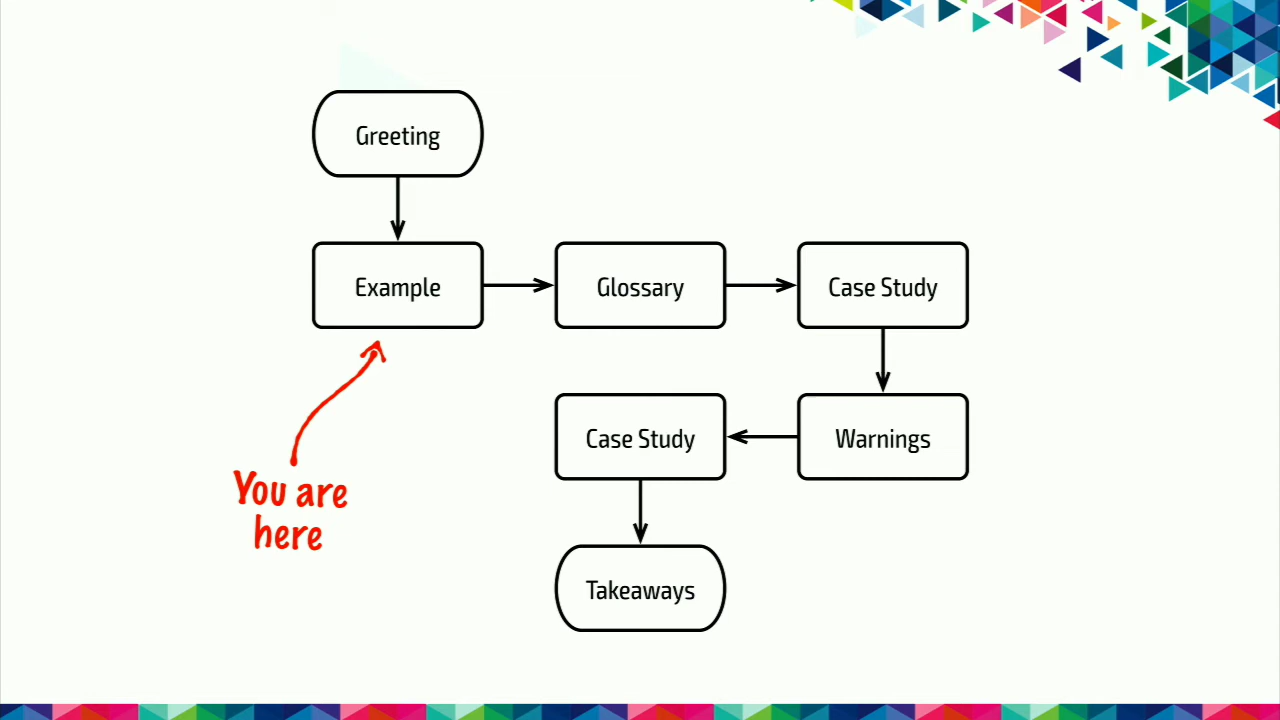 Greeting
Example
Glossary
Case Study
Case Study
Warnings
You are
here
Takeaways